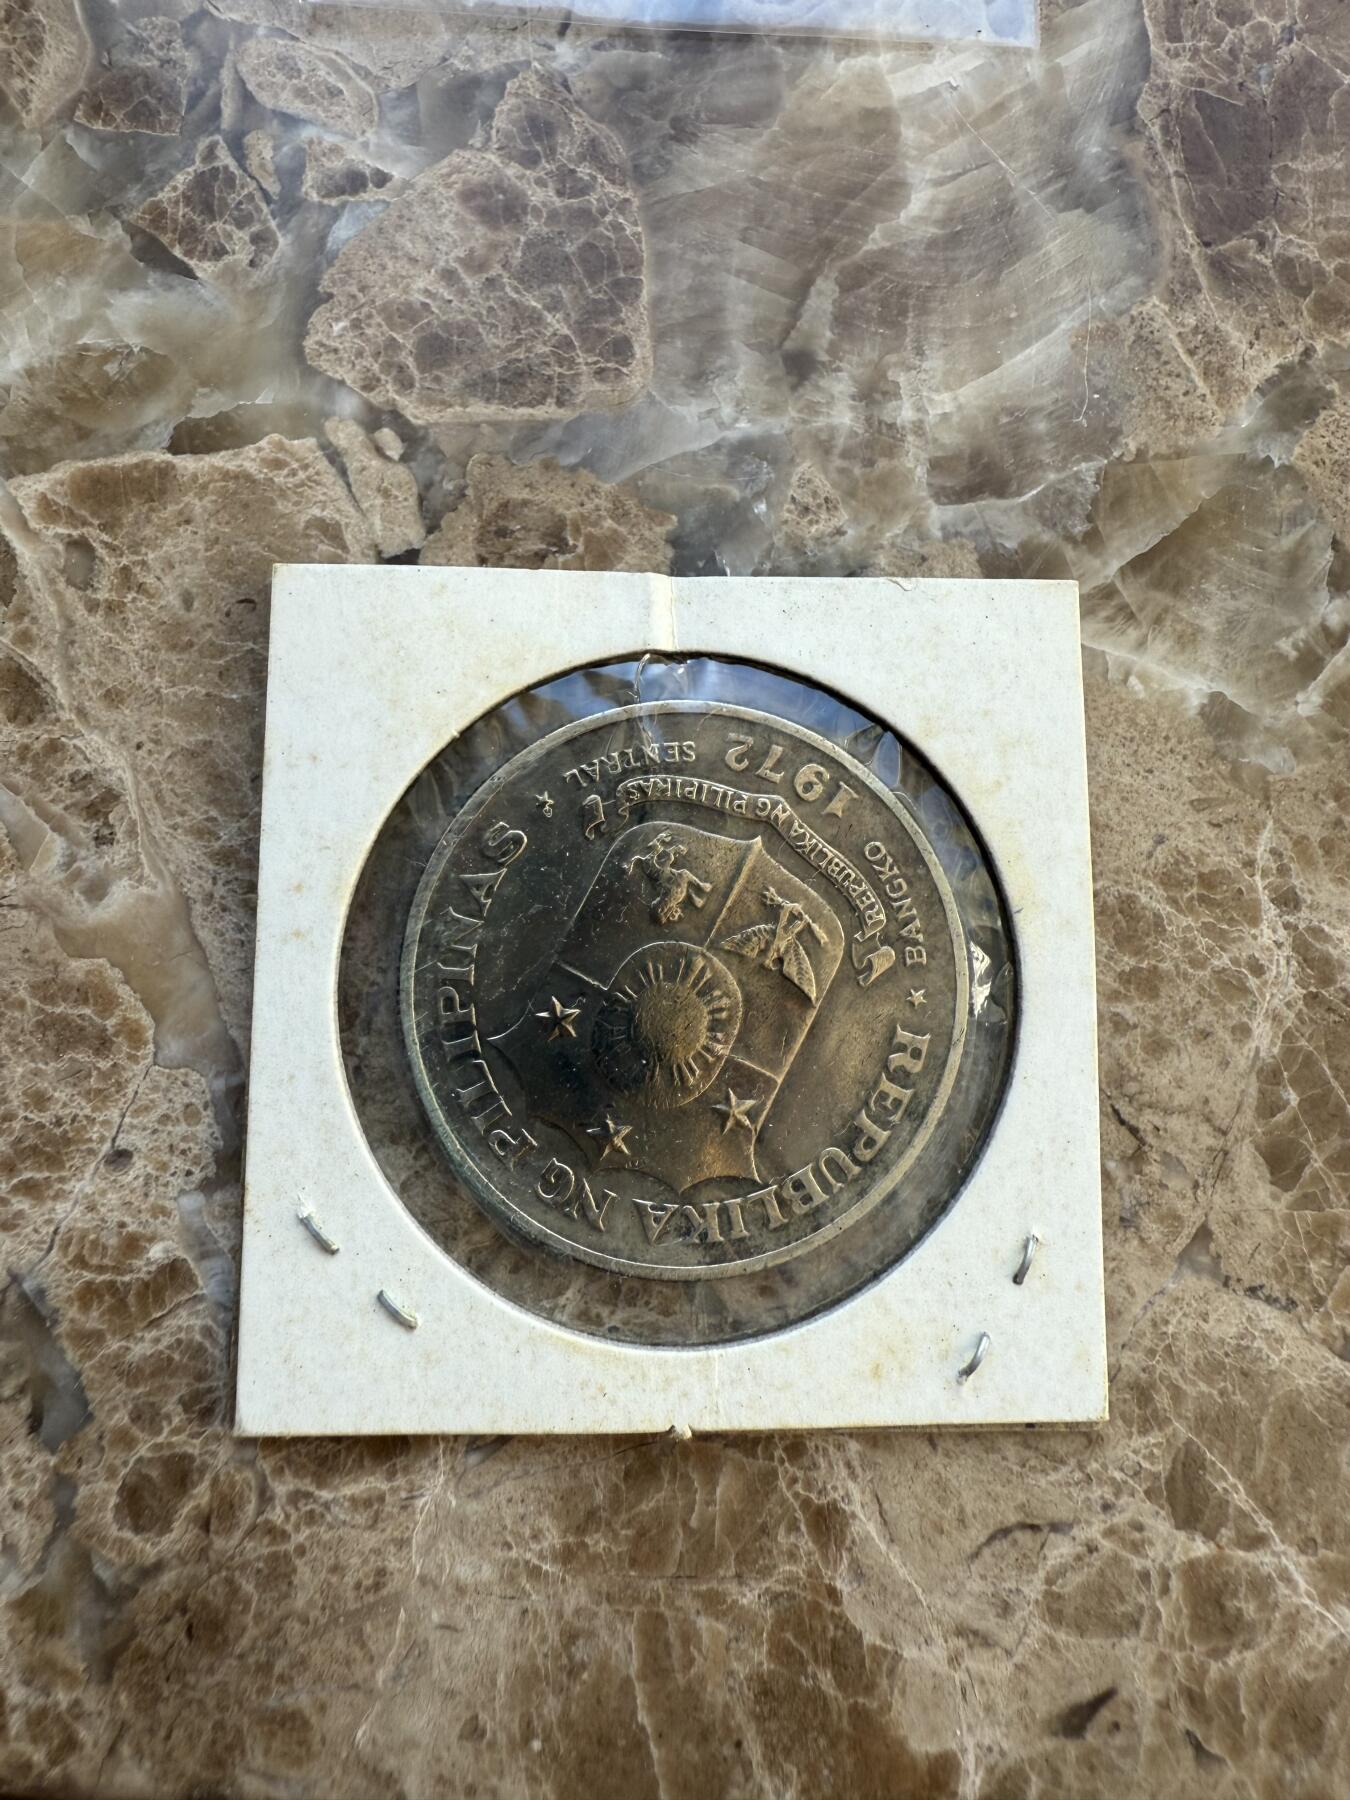 REPUBLIKA NG PILIPINAS
BANGKO SENTRAL
REPUBLIKA NG PILIPINAS
1972